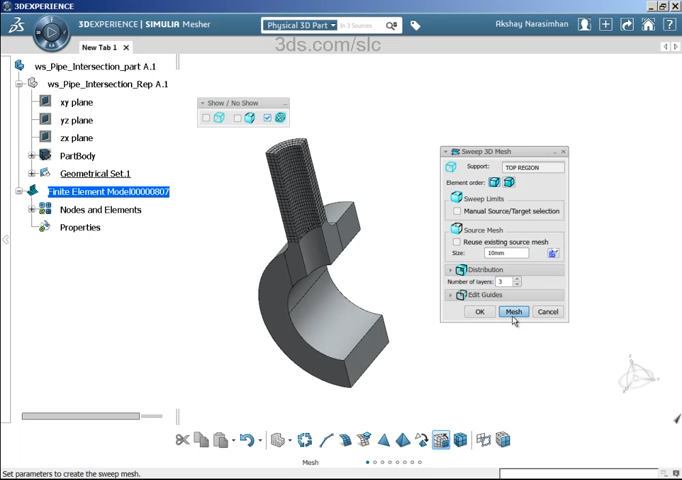 3DEXPERIENCE
3DEXPERIENCE | SIMULIA Mesher
Physical 3D Part
In 3 Sources
Akshay Narasimhan
New Tab 1
3ds.com/slc
ws_Pipe_Intersection_part A.1
ws_Pipe_Intersection_Rep A.1
xy plane
yz plane
zx plane
PartBody
Geometrical Set.1
Finite Element Model00000807
Nodes and Elements
Properties
Show / No Show
Sweep 3D Mesh
Support: TOP REGION
Element order:
Sweep Limits
Manual Source/Target selection
Source Mesh
Reuse existing source mesh
Size: 10mm
Distribution
Number of layers: 3
Edit Guides
OK Mesh Cancel
Mesh
Set parameters to create the sweep mesh.